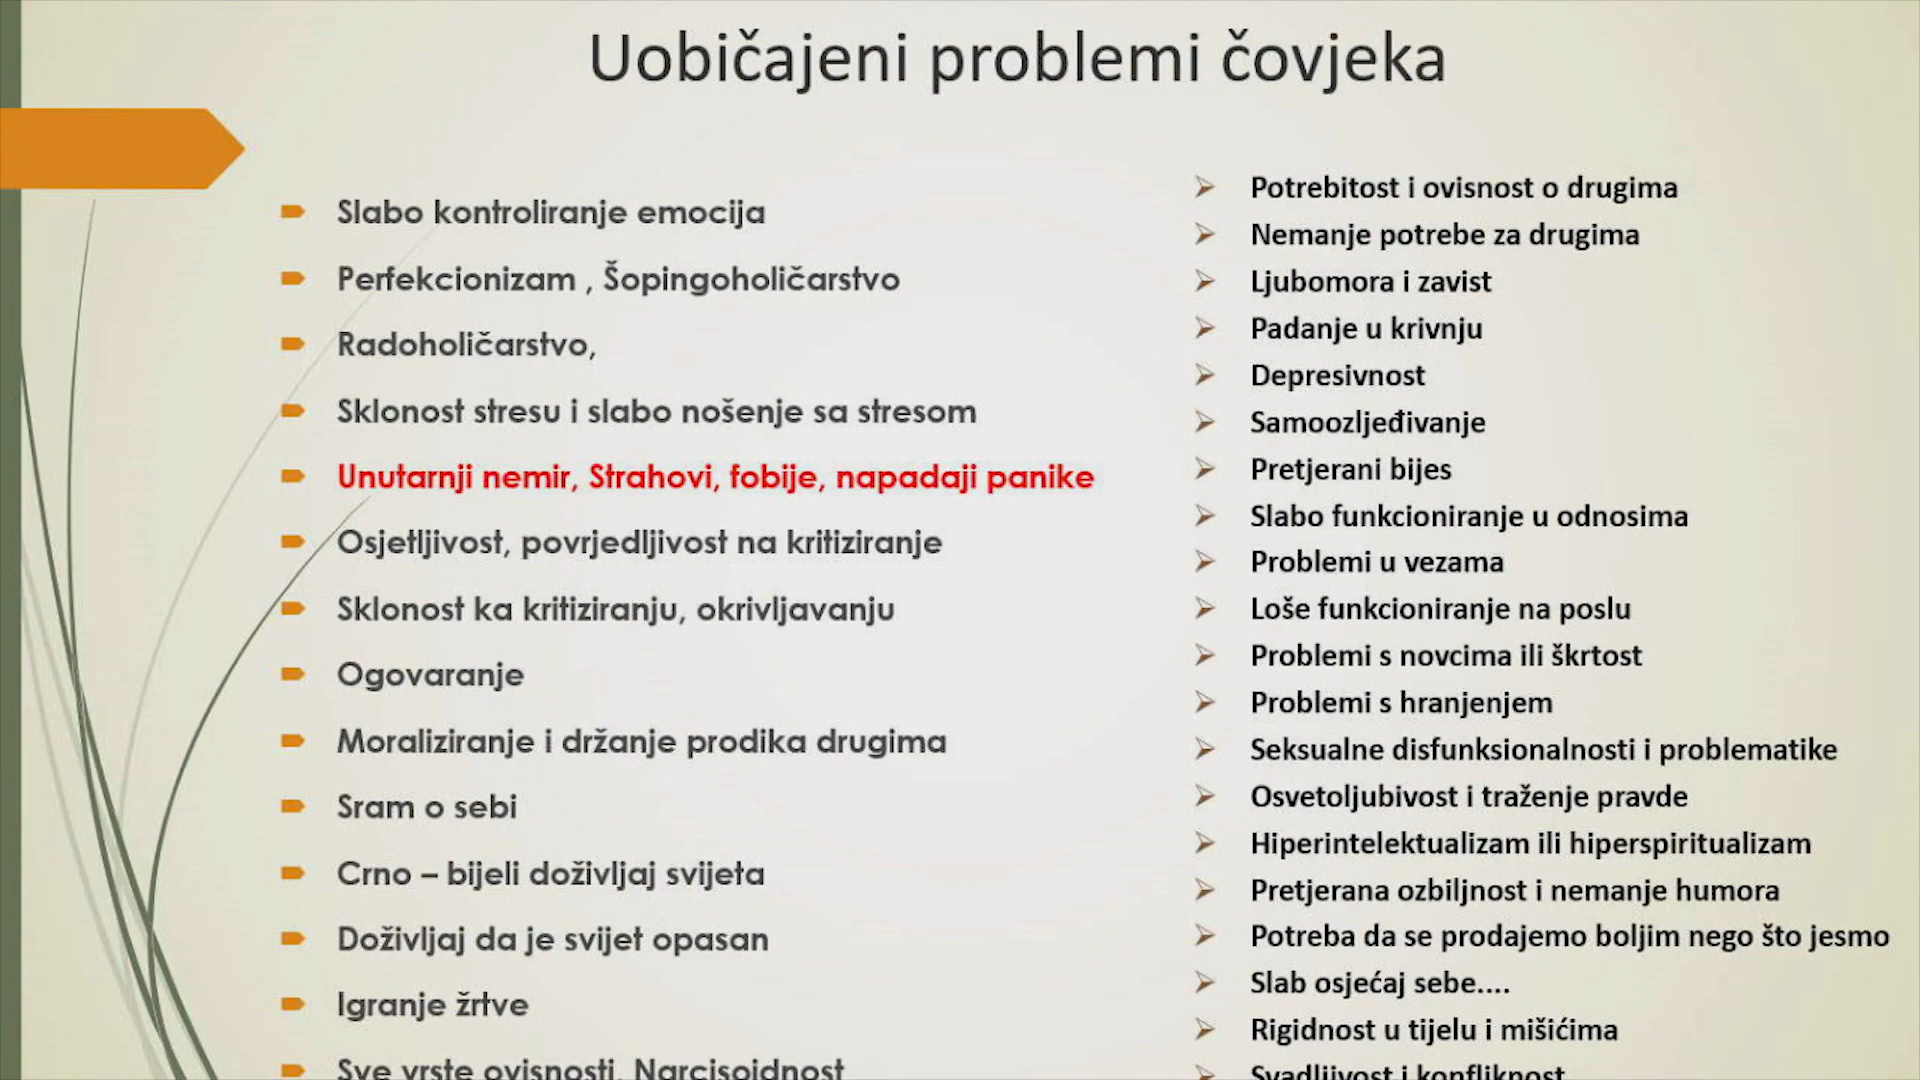 Uobičajeni problemi čovjeka
Slabo kontroliranje emocija
Perfekcionizam , Šopingoholičarstvo
Radoholičarstvo,
Sklonost stresu i slabo nošenje sa stresom
Unutarnji nemir, Strahovi, fobije, napadaji panike
Osjetljivost, povrjedljivost na kritiziranje
Sklonost ka kritiziranju, okrivljavanju
Ogovaranje
Moraliziranje i držanje prodika drugima
Sram o sebi
Crno – bijeli doživljaj svijeta
Doživljaj da je svijet opasan
Igranje žrtve
Sve vrste ovisnosti, Narcisoidnost
Potrebitost i ovisnost o drugima
Nemanje potrebe za drugima
Ljubomora i zavist
Padanje u krivnju
Depresivnost
Samoozljeđivanje
Pretjerani bijes
Slabo funkcioniranje u odnosima
Problemi u vezama
Loše funkcioniranje na poslu
Problemi s novcima ili škrtost
Problemi s hranjenjem
Seksualne disfunksionalnosti i problematike
Osvetoljubivost i traženje pravde
Hiperintelektualizam ili hiperspiritualizam
Pretjerana ozbiljnost i nemanje humora
Potreba da se prodajemo boljim nego što jesmo
Slab osjećaj sebe....
Rigidnost u tijelu i mišićima
Svadljivost i konfliknost